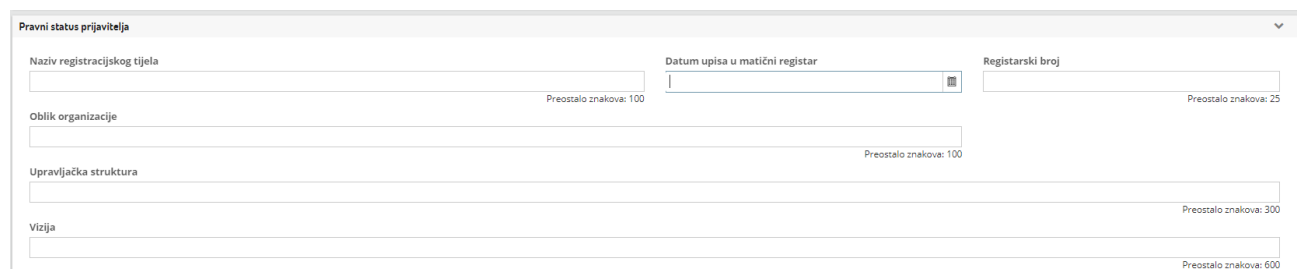 Pravni status prijavitelja
Naziv registracijskog tijela
Datum upisa u matični registar
Registarski broj
Preostalo znakova: 100
Preostalo znakova: 25
Oblik organizacije
Preostalo znakova: 100
Upravljačka struktura
Preostalo znakova: 300
Vizija
Preostalo znakova: 600